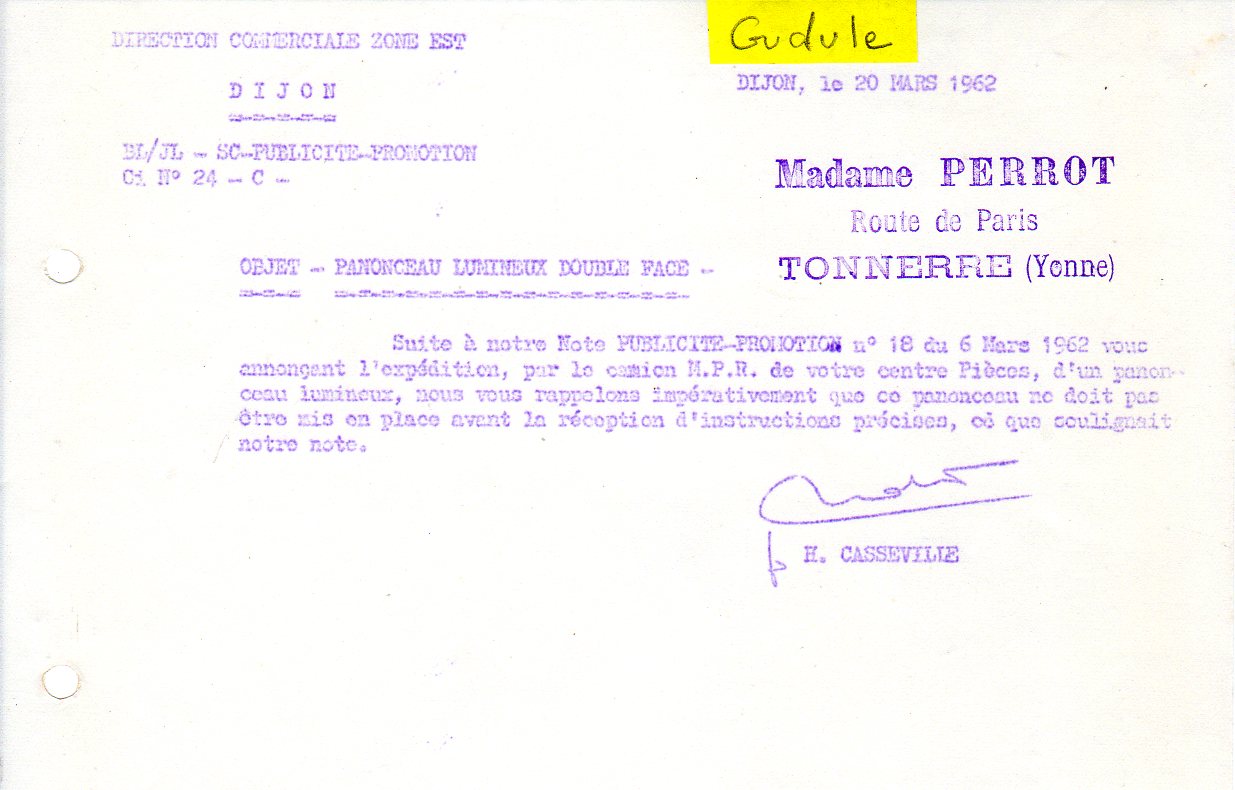 Gudule
DIRECTION COMMERCIALE ZONE EST
DIJON, le 20 MARS 1962
D I J O N
BL/JL - SC-PUBLICITE-PROMOTION
Ci N° 24 - C -
Madame PERROT
Route de Paris
TONNERRE (Yonne)
OBJET - PANONCEAU LUMINEUX DOUBLE FACE -
Suite à notre Note PUBLICITE-PROMOTION n° 18 du 6 Mars 1962 vous
annonçant l'expédition, par le camion M.P.R. de votre centre Pièces, d'un panon-
ceau lumineux, nous vous rappelons impérativement que ce panonceau ne doit pas
être mis en place avant la réception d'instructions précises, ce que soulignait
notre note.
H. CASSEVILLE